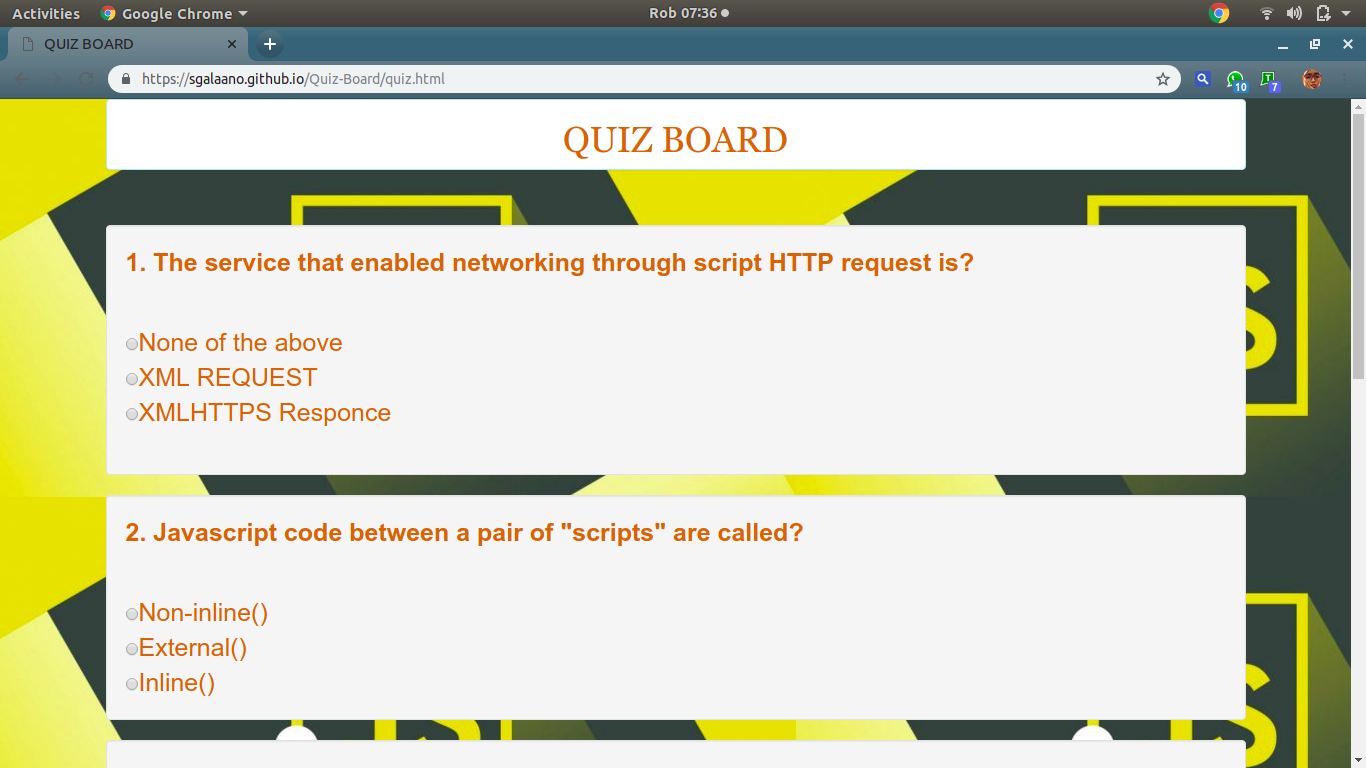 Activities Google Chrome Rob 07:36
QUIZ BOARD
https://sgalaano.github.io/Quiz-Board/quiz.html
10
7
QUIZ BOARD
1. The service that enabled networking through script HTTP request is?
None of the above
XML REQUEST
XMLHTTPS Responce
2. Javascript code between a pair of "scripts" are called?
Non-inline()
External()
Inline()